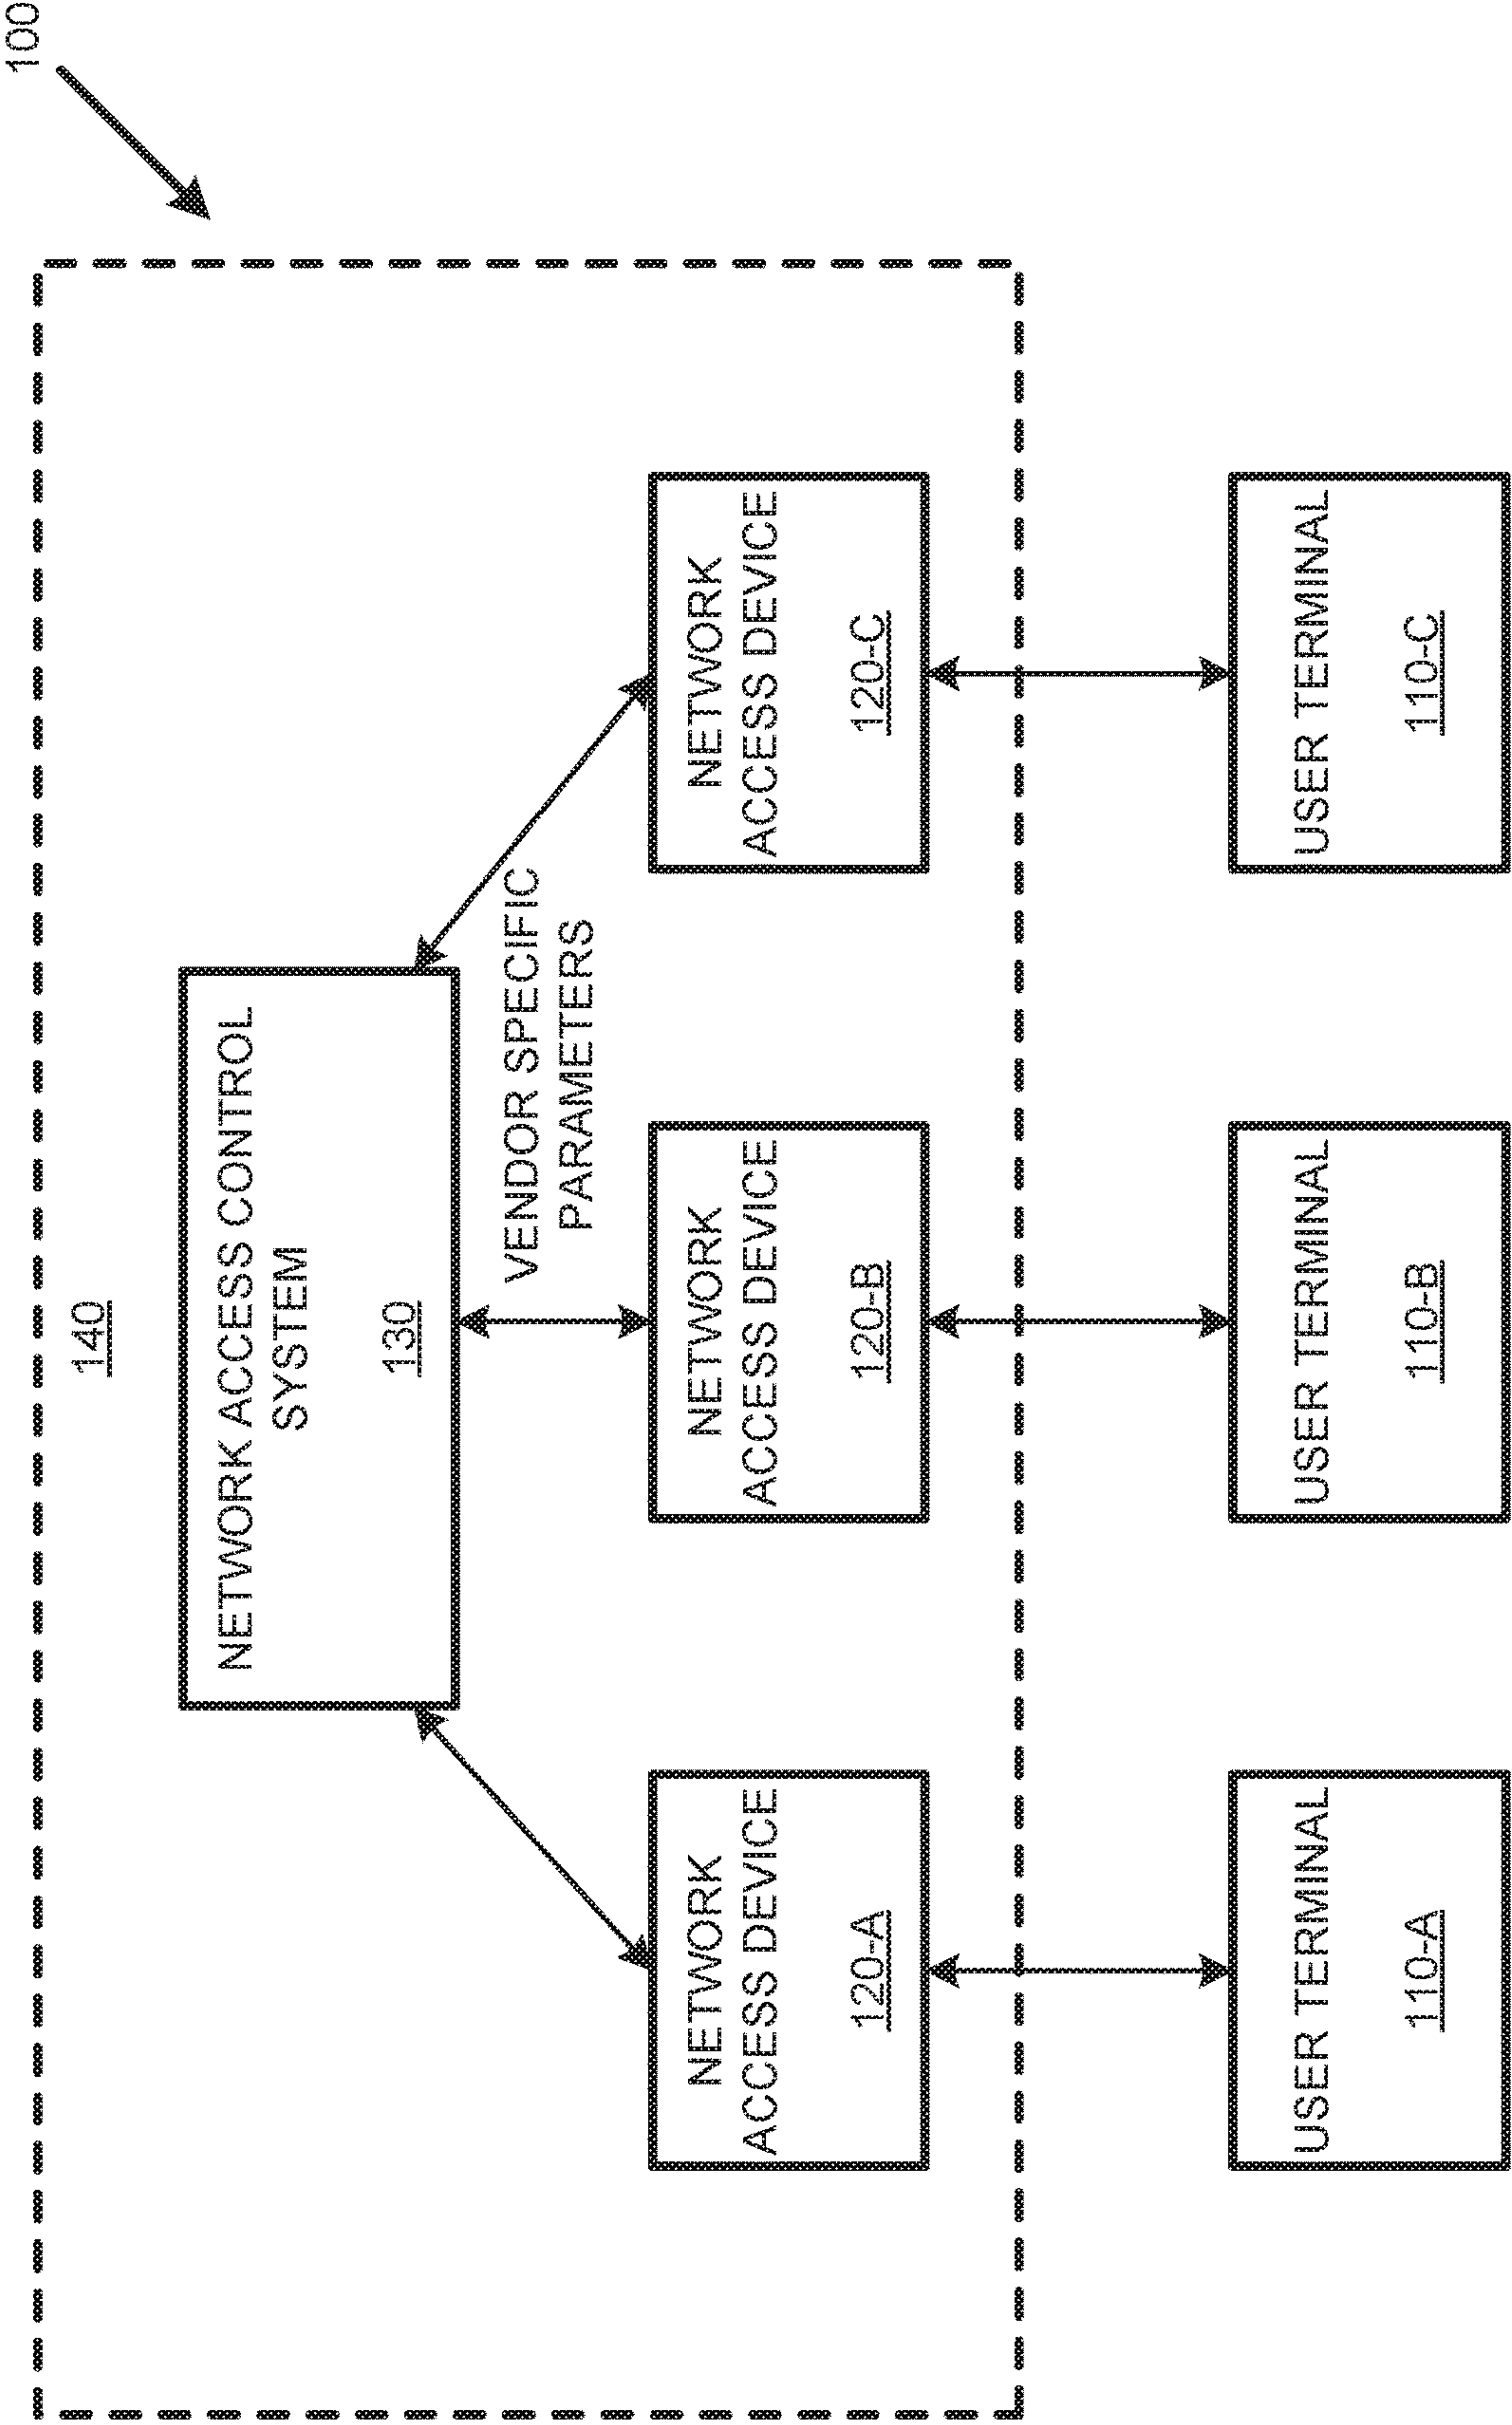 100
140
NETWORK ACCESS CONTROL
SYSTEM
130
VENDOR SPECIFIC
PARAMETERS
NETWORK
ACCESS DEVICE
120-A
NETWORK
ACCESS DEVICE
120-B
NETWORK
ACCESS DEVICE
120-C
USER TERMINAL
110-A
USER TERMINAL
110-B
USER TERMINAL
110-C